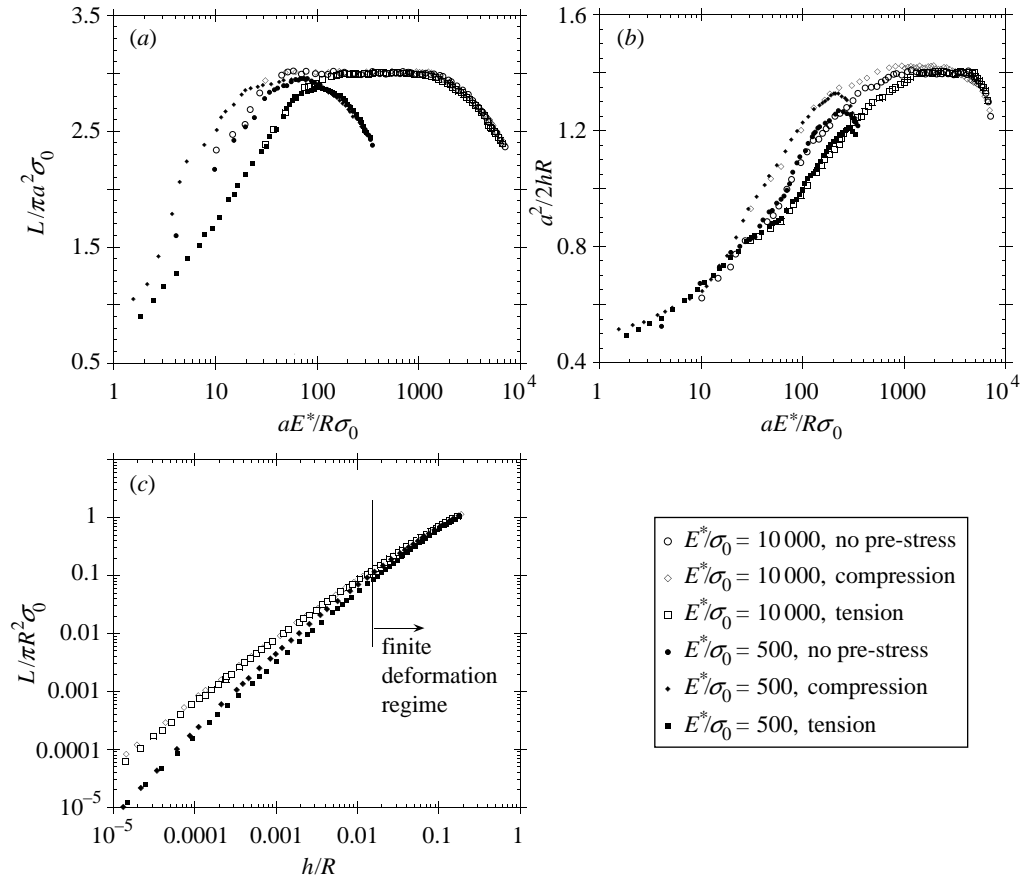 (a)
3.5
2.5
1.5
0.5
L/πa²σ₀
1 10 100 1000 10⁴
aE*/Rσ₀
(b)
1.6
1.2
0.8
0.4
a²/2hR
1 10 100 1000 10⁴
aE*/Rσ₀
(c)
1
0.1
0.01
0.001
0.0001
10⁻⁵
L/πR²σ₀
finite
deformation
regime
10⁻⁵ 0.0001 0.001 0.01 0.1 1
h/R
E*/σ₀ = 10 000, no pre-stress
E*/σ₀ = 10 000, compression
E*/σ₀ = 10 000, tension
E*/σ₀ = 500, no pre-stress
E*/σ₀ = 500, compression
E*/σ₀ = 500, tension